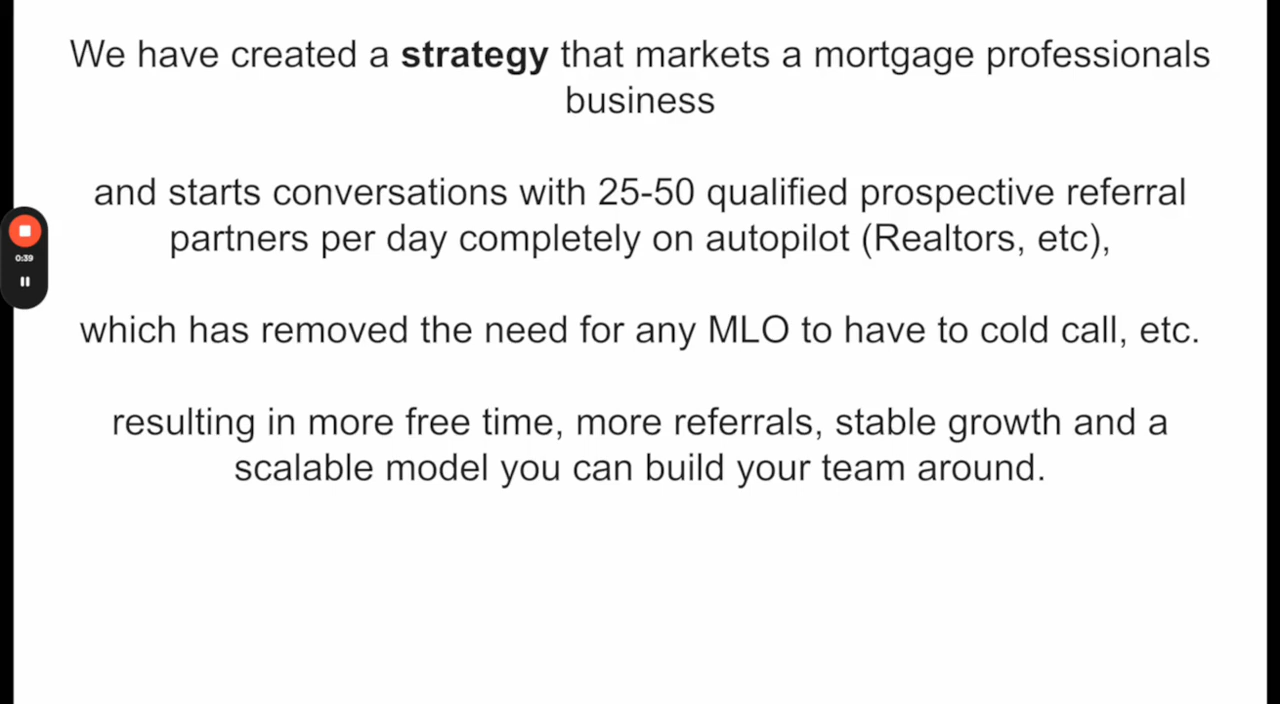 We have created a strategy that markets a mortgage professionals
business
and starts conversations with 25-50 qualified prospective referral
partners per day completely on autopilot (Realtors, etc),
0:39
which has removed the need for any MLO to have to cold call, etc.
resulting in more free time, more referrals, stable growth and a
scalable model you can build your team around.